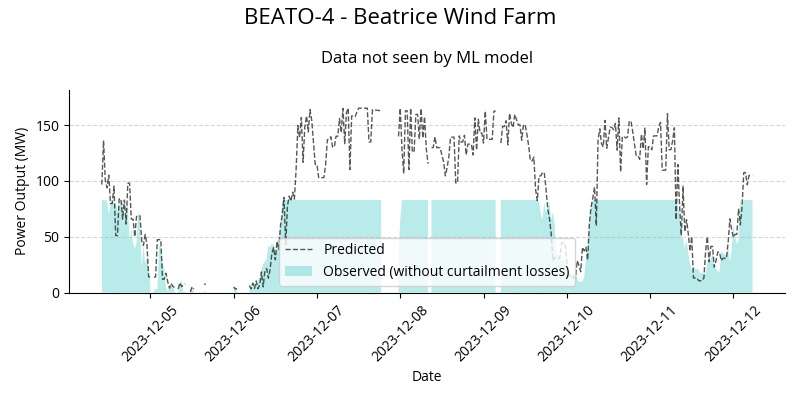 BEATO-4 - Beatrice Wind Farm
Data not seen by ML model
Power Output (MW)
150
100
50
0
Predicted
Observed (without curtailment losses)
2023-12-05
2023-12-06
2023-12-07
2023-12-08
2023-12-09
2023-12-10
2023-12-11
2023-12-12
Date